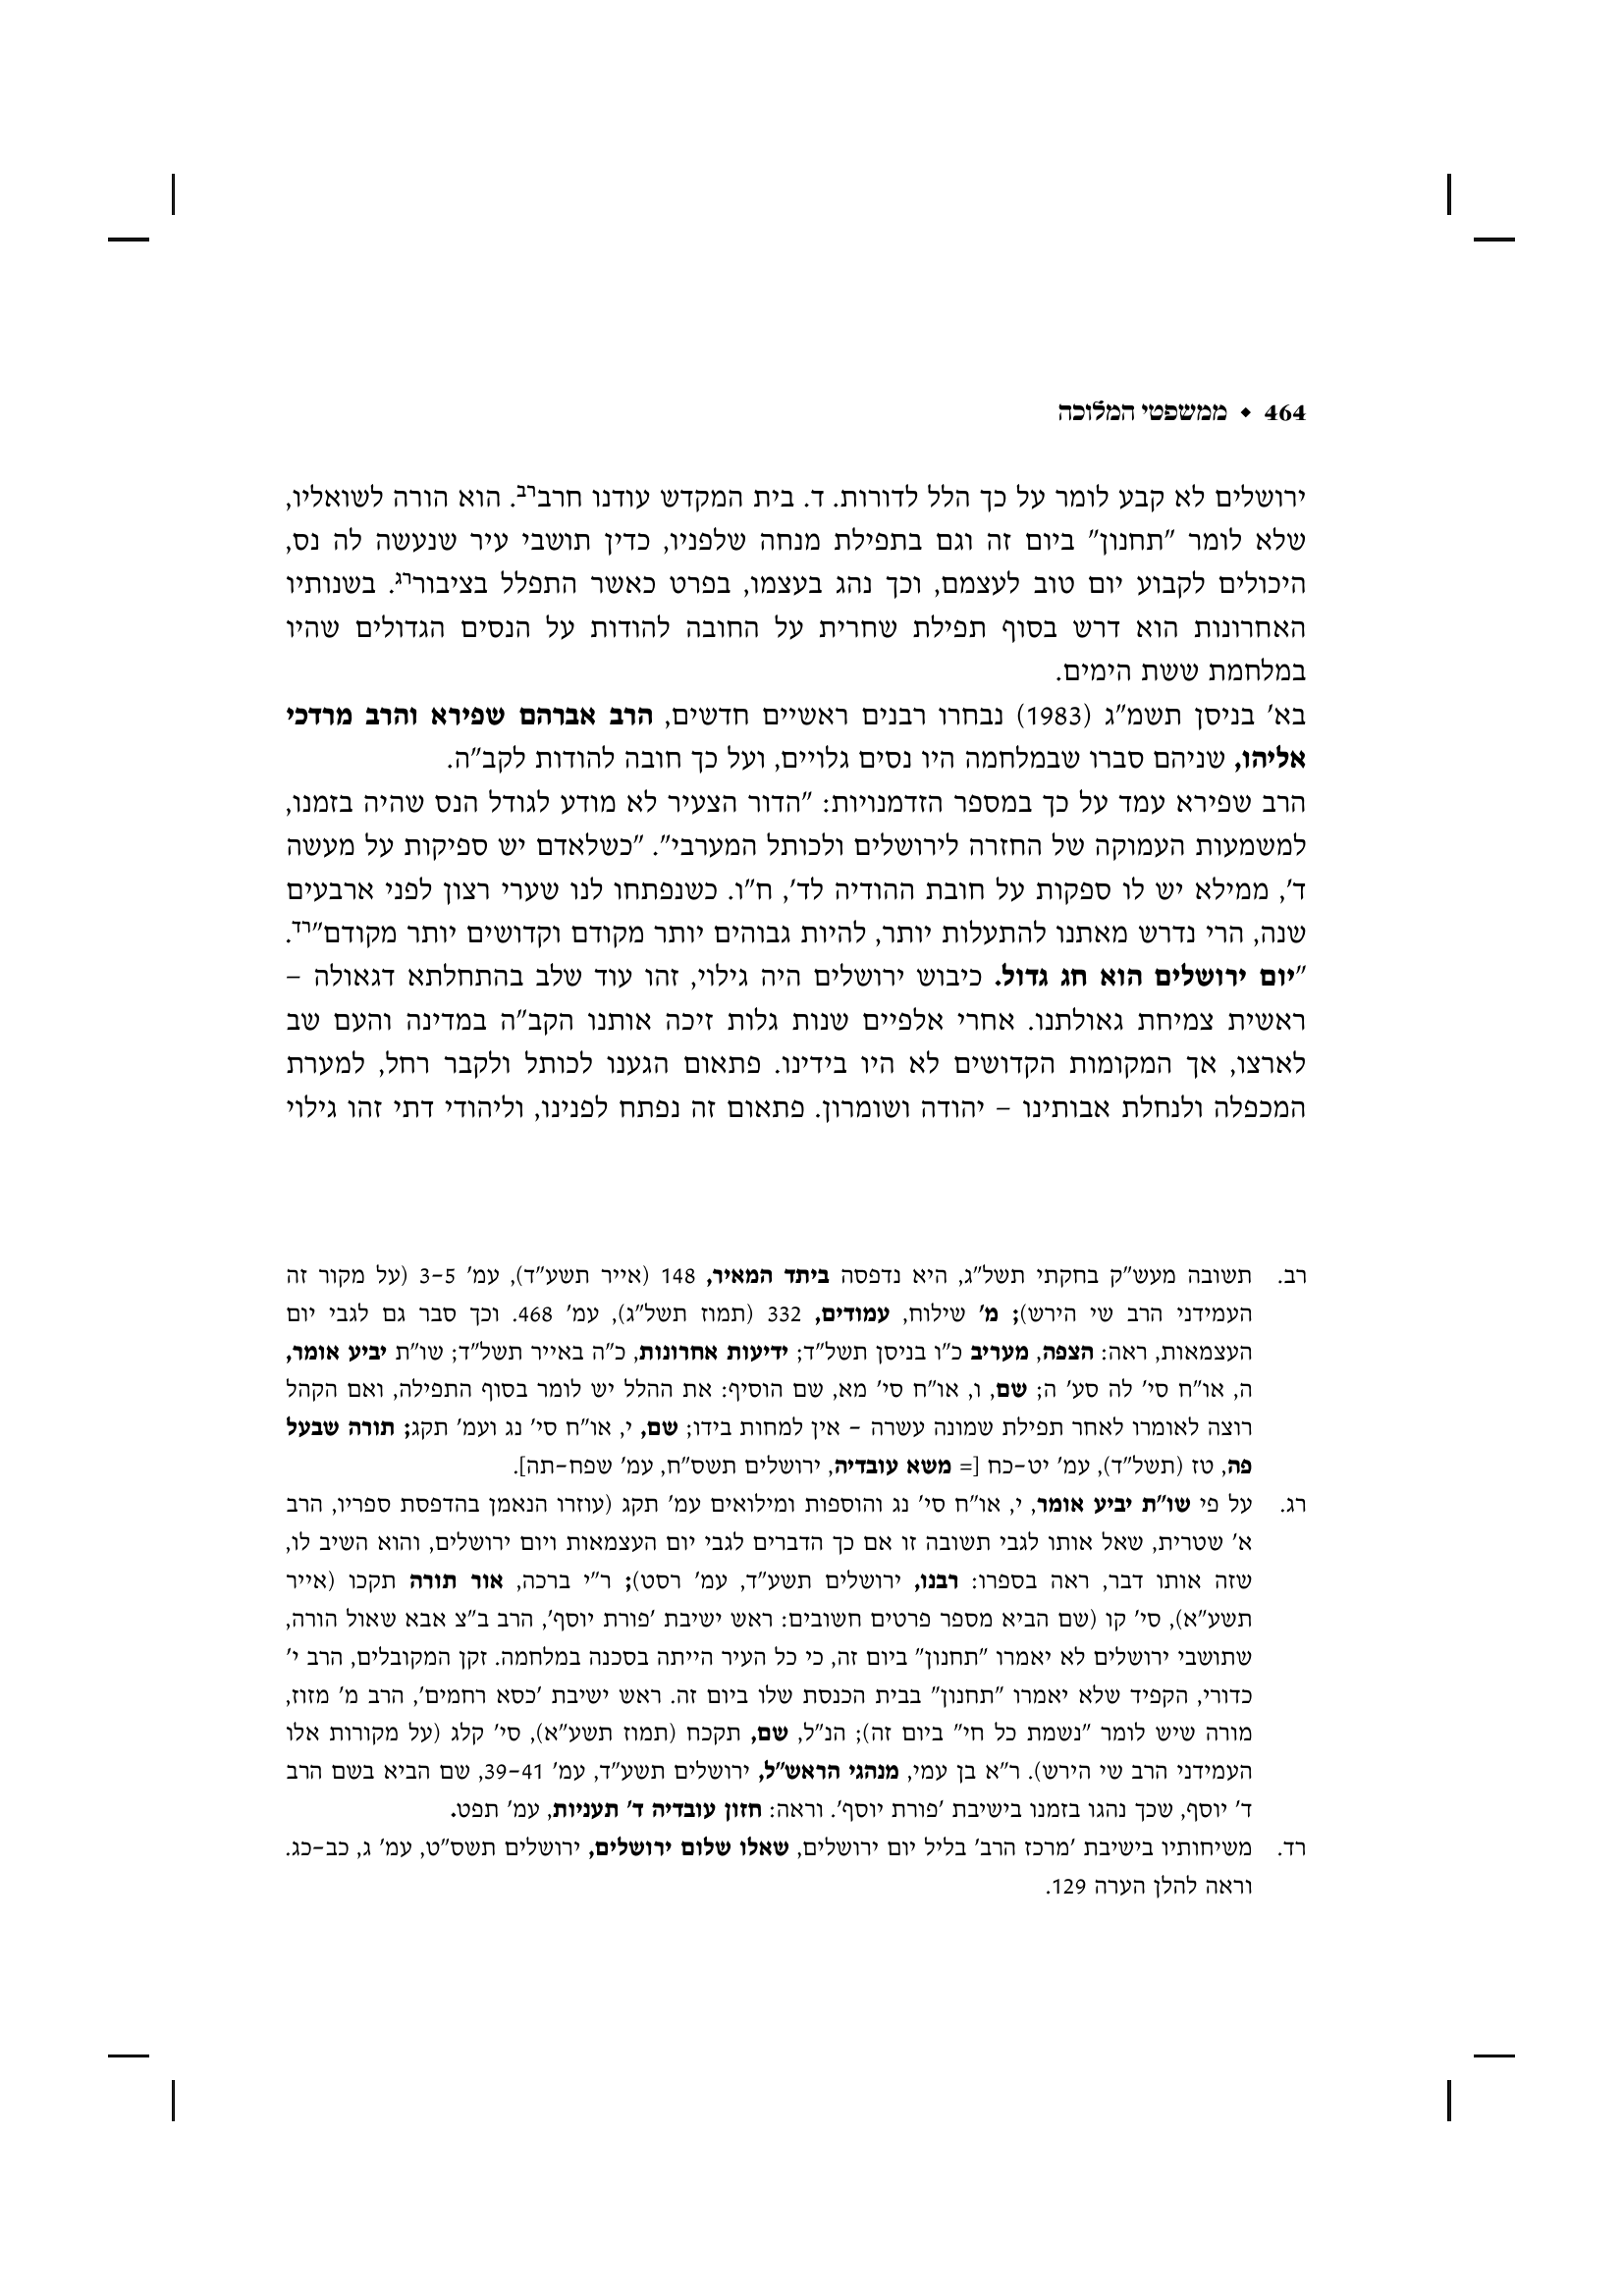 464 ◆ ממשפטי המלוכה
ירושלים לא קבע לומר על כך הלל לדורות. ד. בית המקדש עודנו חרברב. הוא הורה לשואליו,
שלא לומר "תחנון" ביום זה וגם בתפילת מנחה שלפניו, כדין תושבי עיר שנעשה לה נס,
היכולים לקבוע יום טוב לעצמם, וכך נהג בעצמו, בפרט כאשר התפלל בציבוררג. בשנותיו
האחרונות הוא דרש בסוף תפילת שחרית על החובה להודות על הנסים הגדולים שהיו
במלחמת ששת הימים.
בא' בניסן תשמ"ג (1983) נבחרו רבנים ראשיים חדשים, הרב אברהם שפירא והרב מרדכי
אליהו, שניהם סברו שבמלחמה היו נסים גלויים, ועל כך חובה להודות לקב"ה.
הרב שפירא עמד על כך במספר הזדמנויות: "הדור הצעיר לא מודע לגודל הנס שהיה בזמנו,
למשמעות העמוקה של החזרה לירושלים ולכותל המערבי". "כשלאדם יש ספיקות על מעשה
ד', ממילא יש לו ספקות על חובת ההודיה לד', ח"ו. כשנפתחו לנו שערי רצון לפני ארבעים
שנה, הרי נדרש מאתנו להתעלות יותר, להיות גבוהים יותר מקודם וקדושים יותר מקודם"רד.
"יום ירושלים הוא חג גדול. כיבוש ירושלים היה גילוי, זהו עוד שלב בהתחלתא דגאולה –
ראשית צמיחת גאולתנו. אחרי אלפיים שנות גלות זיכה אותנו הקב"ה במדינה והעם שב
לארצו, אך המקומות הקדושים לא היו בידינו. פתאום הגענו לכותל ולקבר רחל, למערת
המכפלה ולנחלת אבותינו – יהודה ושומרון. פתאום זה נפתח לפנינו, וליהודי דתי זהו גילוי
רב. תשובה מעש"ק בחקתי תשל"ג, היא נדפסה ביתד המאיר, 148 (אייר תשע"ד), עמ' 3–5 (על מקור זה
העמידני הרב שי הירש); מ' שילוח, עמודים, 332 (תמוז תשל"ג), עמ' 468. וכך סבר גם לגבי יום
העצמאות, ראה: הצפה, מעריב כ"ו בניסן תשל"ד; ידיעות אחרונות, כ"ה באייר תשל"ד; שו"ת יביע אומר,
ה, או"ח סי' לה סע' ה; שם, ו, או"ח סי' מא, שם הוסיף: את ההלל יש לומר בסוף התפילה, ואם הקהל
רוצה לאומרו לאחר תפילת שמונה עשרה – אין למחות בידו; שם, י, או"ח סי' נג ועמ' תקג; תורה שבעל
פה, טז (תשל"ד), עמ' יט–כח [= משא עובדיה, ירושלים תשס"ח, עמ' שפח–תה].
רג. על פי שו"ת יביע אומר, י, או"ח סי' נג והוספות ומילואים עמ' תקג (עוזרו הנאמן בהדפסת ספריו, הרב
א' שטרית, שאל אותו לגבי תשובה זו אם כך הדברים לגבי יום העצמאות ויום ירושלים, והוא השיב לו,
שזה אותו דבר, ראה בספרו: רבנו, ירושלים תשע"ד, עמ' רסט); ר"י ברכה, אור תורה תקכו (אייר
תשע"א), סי' קו (שם הביא מספר פרטים חשובים: ראש ישיבת 'פורת יוסף', הרב ב"צ אבא שאול הורה,
שתושבי ירושלים לא יאמרו "תחנון" ביום זה, כי כל העיר הייתה בסכנה במלחמה. זקן המקובלים, הרב י'
כדורי, הקפיד שלא יאמרו "תחנון" בבית הכנסת שלו ביום זה. ראש ישיבת 'כסא רחמים', הרב מ' מזוז,
מורה שיש לומר "נשמת כל חי" ביום זה); הנ"ל, שם, תקכח (תמוז תשע"א), סי' קלג (על מקורות אלו
העמידני הרב שי הירש). ר"א בן עמי, מנהגי הראש"ל, ירושלים תשע"ד, עמ' 39–41, שם הביא בשם הרב
ד' יוסף, שכך נהגו בזמנו בישיבת 'פורת יוסף'. וראה: חזון עובדיה ד' תעניות, עמ' תפט.
רד. משיחותיו בישיבת 'מרכז הרב' בליל יום ירושלים, שאלו שלום ירושלים, ירושלים תשס"ט, עמ' ג, כב–כג.
וראה להלן הערה 129.